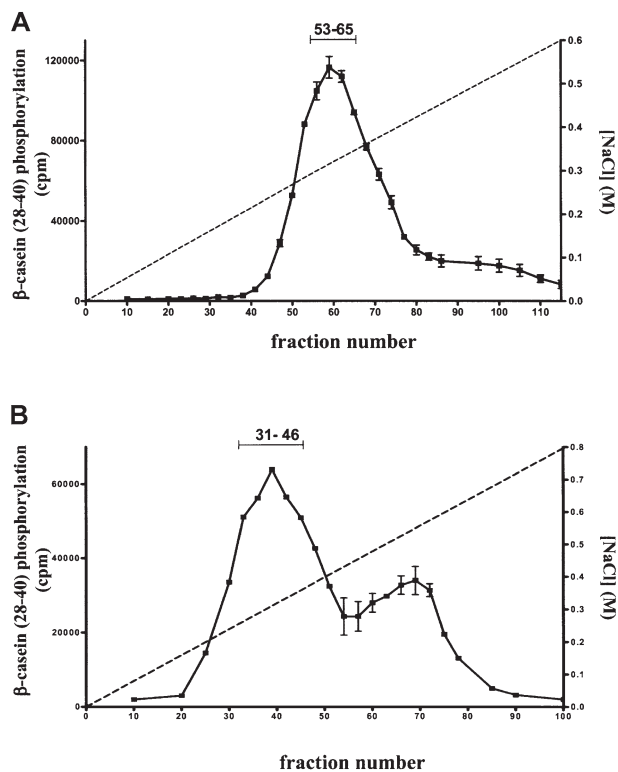 A
53-65
120000
80000
40000
0
β-casein (28-40) phosphorylation
(cpm)
0.6
0.5
0.4
0.3
0.2
0.1
0.0
[NaCl] (M)
0 10 20 30 40 50 60 70 80 90 100 110
fraction number
B
31- 46
60000
40000
20000
0
β-casein (28-40) phosphorylation
(cpm)
0.8
0.7
0.6
0.5
0.4
0.3
0.2
0.1
0.0
[NaCl] (M)
0 10 20 30 40 50 60 70 80 90 100
fraction number